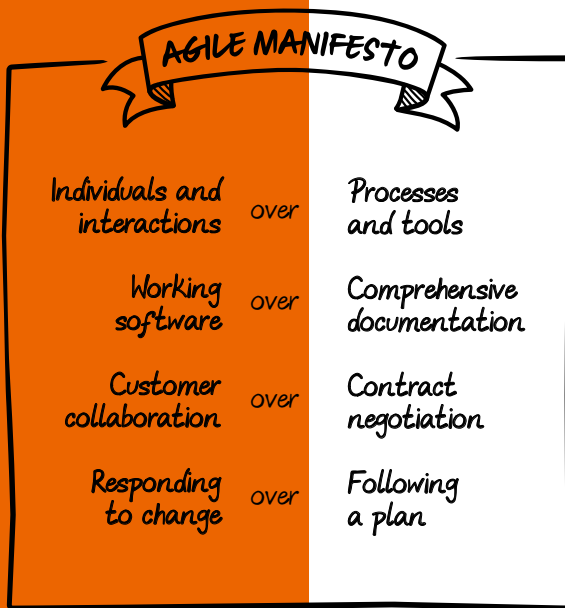 AGILE MANIFESTO
Individuals and
interactions
over
Processes
and tools
Working
software
over
Comprehensive
documentation
Customer
collaboration
over
Contract
negotiation
Responding
to change
over
Following
a plan